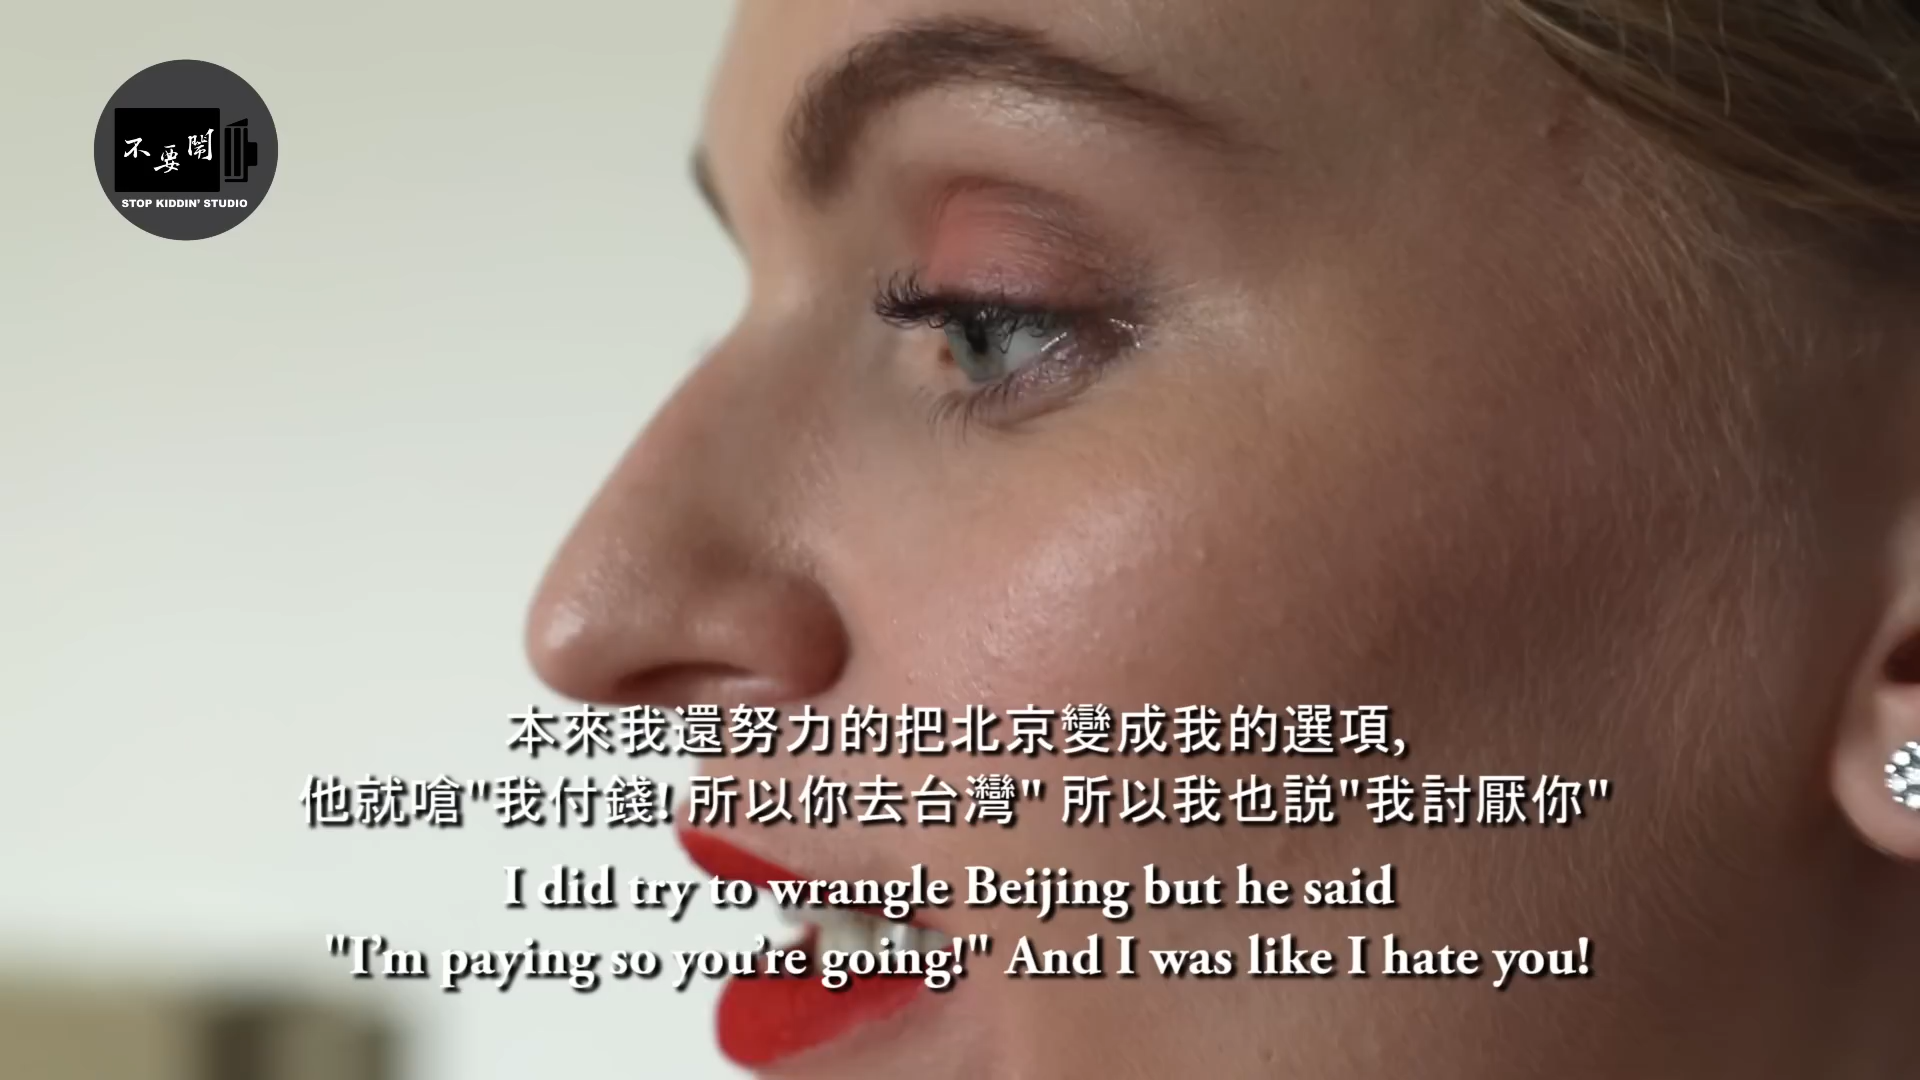 不要鬧
STOP KIDDIN' STUDIO
本來我還努力的把北京變成我的選項,
他就嗆"我付錢! 所以你去台灣" 所以我也說"我討厭你"
I did try to wrangle Beijing but he said
"I'm paying so you're going!" And I was like I hate you!